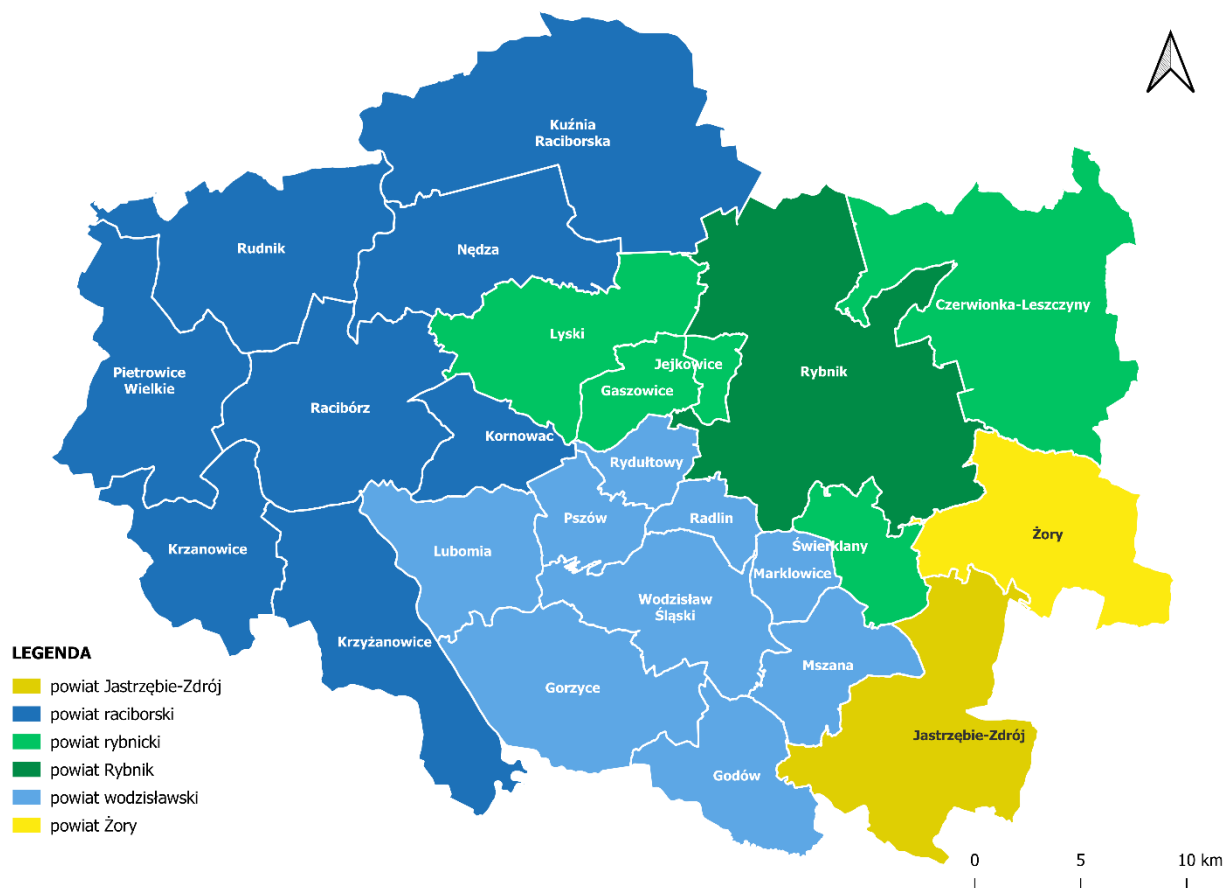 Kuźnia
Raciborska
Rudnik
Nędza
Czerwionka-Leszczyny
Lyski
Jejkowice
Pietrowice
Wielkie
Rybnik
Gaszowice
Racibórz
Kornowac
Rydułtowy
Pszów
Radlin
Żory
Świerklany
Lubomia
Krzanowice
Marklowice
Wodzisław
Śląski
Krzyżanowice
Mszana
Gorzyce
Jastrzębie-Zdrój
Godów
LEGENDA
powiat Jastrzębie-Zdrój
powiat raciborski
powiat rybnicki
powiat Rybnik
powiat wodzisławski
powiat Żory
0 5 10 km